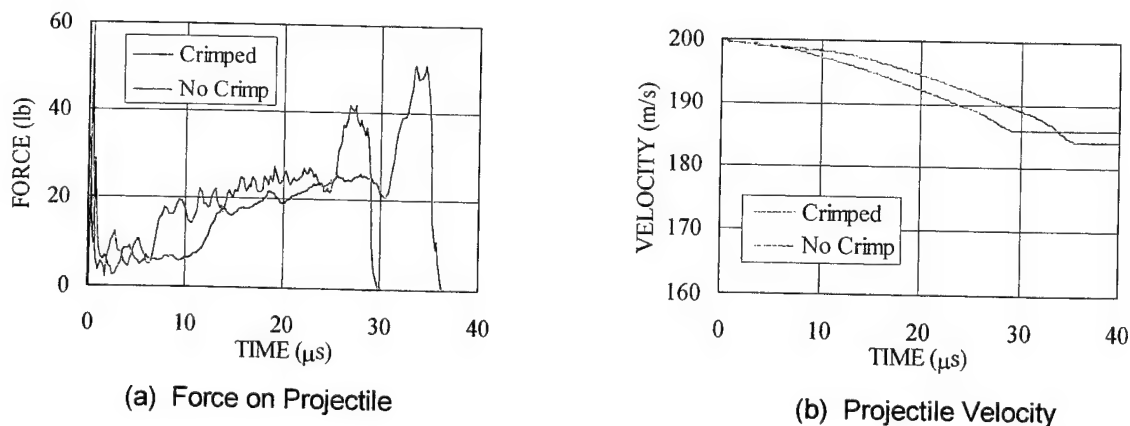 60
40
20
0
FORCE (lb)
Crimped
No Crimp
0 10 20 30 40
TIME (μs)
(a) Force on Projectile
200
190
180
170
160
VELOCITY (m/s)
Crimped
No Crimp
0 10 20 30 40
TIME (μs)
(b) Projectile Velocity